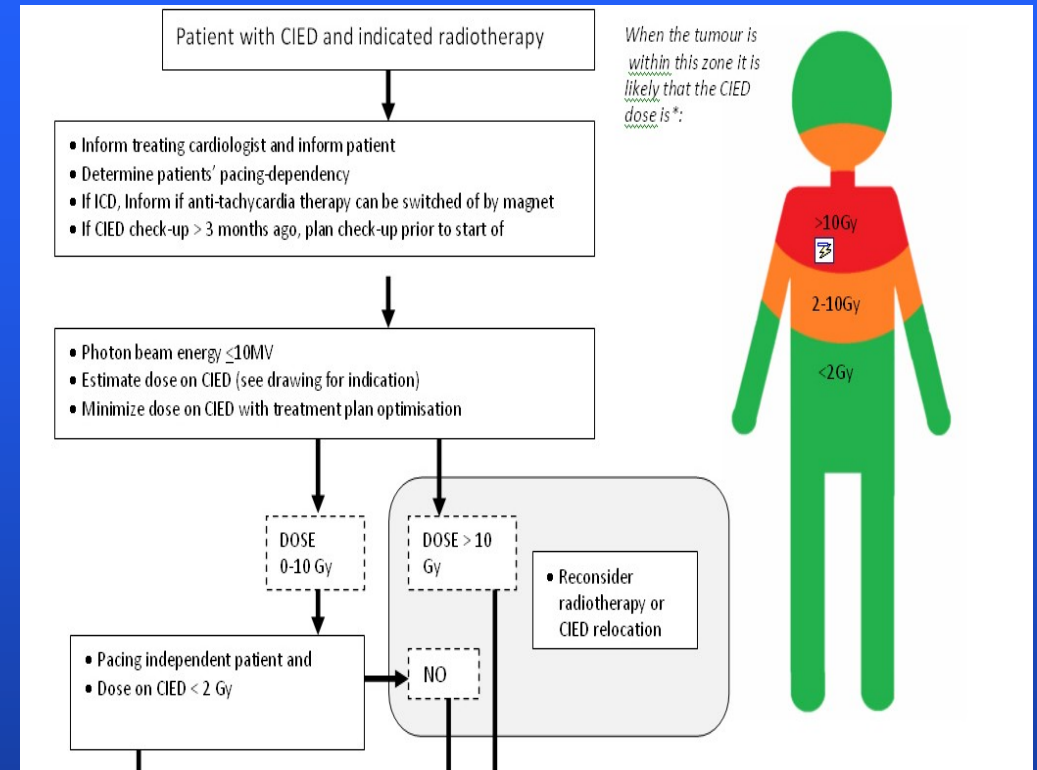 Patient with CIED and indicated radiotherapy
When the tumour is
within this zone it is
likely that the CIED
dose is*:
• Inform treating cardiologist and inform patient
• Determine patients' pacing-dependency
• If ICD, Inform if anti-tachycardia therapy can be switched of by magnet
• If CIED check-up > 3 months ago, plan check-up prior to start of
>10Gy
2-10Gy
<2Gy
• Photon beam energy ≤10MV
• Estimate dose on CIED (see drawing for indication)
• Minimize dose on CIED with treatment plan optimisation
DOSE
0-10 Gy
DOSE > 10
Gy
• Reconsider
radiotherapy or
CIED relocation
• Pacing independent patient and
• Dose on CIED < 2 Gy
NO